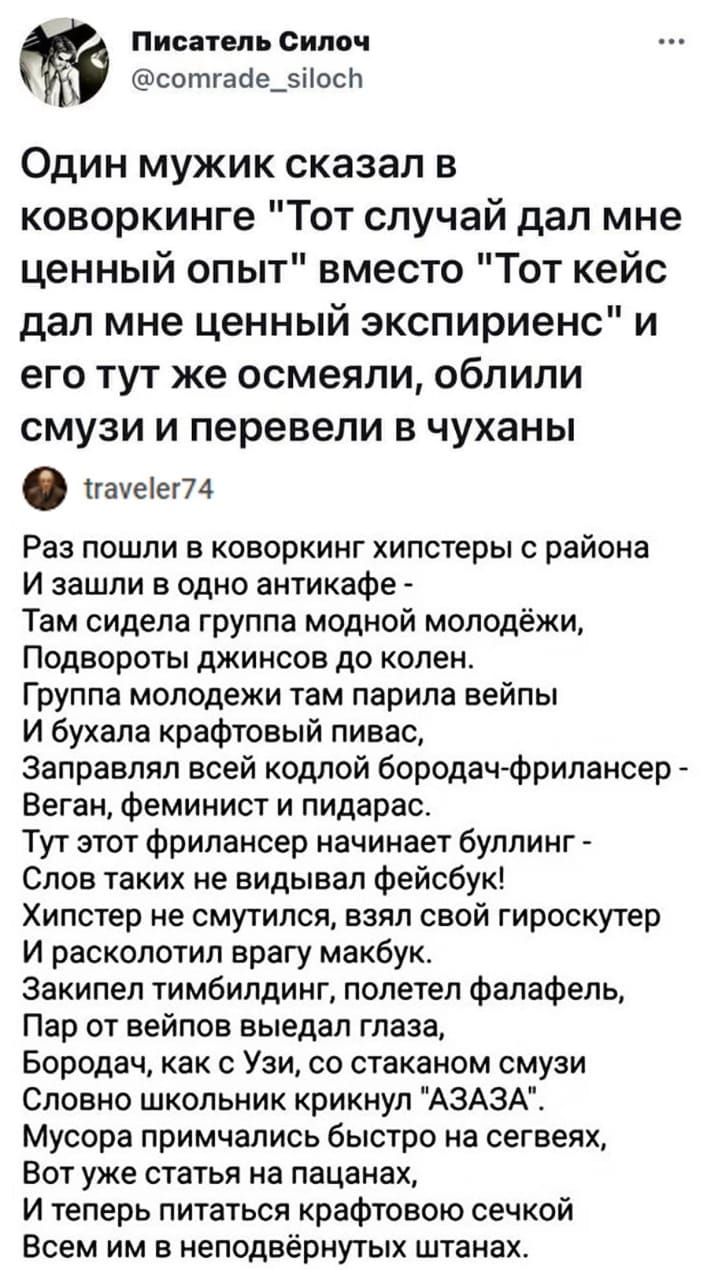 Писатель Силоч
@comrade_siloch
Один мужик сказал в
коворкинге "Тот случай дал мне
ценный опыт" вместо "Тот кейс
дал мне ценный экспириенс" и
его тут же осмеяли, облили
смузи и перевели в чуханы
traveler74
Раз пошли в коворкинг хипстеры с района
И зашли в одно антикафе -
Там сидела группа модной молодёжи,
Подвороты джинсов до колен.
Группа молодежи там парила вейпы
И бухала крафтовый пивас,
Заправлял всей кодлой бородач-фрилансер -
Веган, феминист и пидарас.
Тут этот фрилансер начинает буллинг -
Слов таких не видывал фейсбук!
Хипстер не смутился, взял свой гироскутер
И расколотил врагу макбук.
Закипел тимбилдинг, полетел фалафель,
Пар от вейпов выедал глаза,
Бородач, как с Узи, со стаканом смузи
Словно школьник крикнул "АЗАЗА".
Мусора примчались быстро на сегвеях,
Вот уже статья на пацанах,
И теперь питаться крафтовою сечкой
Всем им в неподвёрнутых штанах.